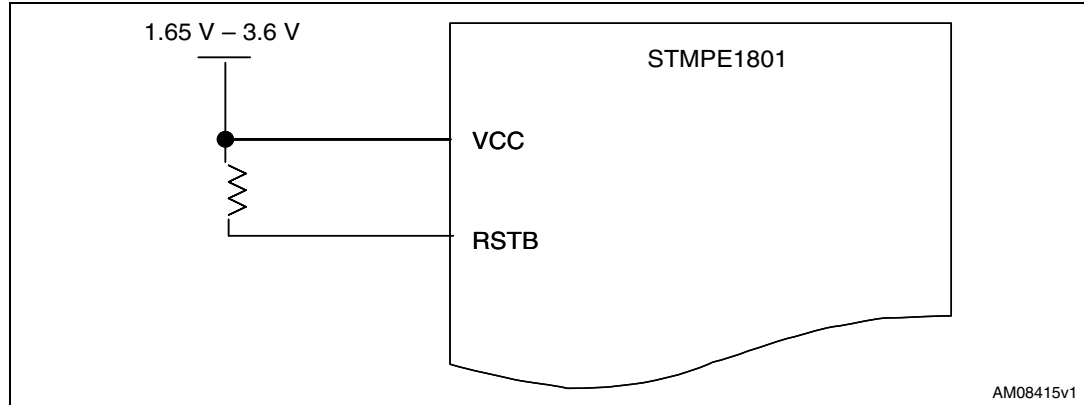 1.65 V – 3.6 V
STMPE1801
VCC
RSTB
AM08415v1